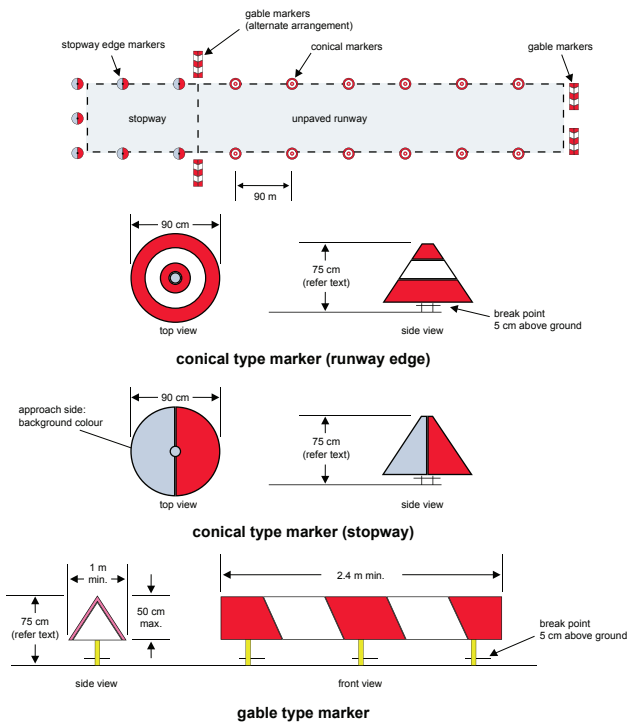 gable markers
(alternate arrangement)
stopway edge markers
conical markers
gable markers
stopway
unpaved runway
90 m
90 cm
75 cm
(refer text)
break point
5 cm above ground
top view
side view
conical type marker (runway edge)
90 cm
approach side:
background colour
75 cm
(refer text)
top view
side view
conical type marker (stopway)
1 m
min.
2.4 m min.
75 cm
(refer text)
50 cm
max.
break point
5 cm above ground
side view
front view
gable type marker